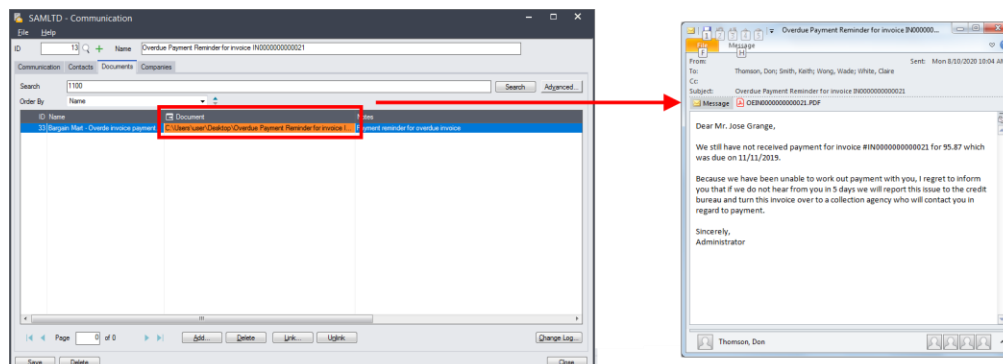 SAMLTD - Communication
File Help
ID 13 Name Overdue Payment Reminder for invoice IN0000000000021
Communication Contacts Documents Companies
Search 1100 Search Advanced...
Order By Name
ID Name Document Notes
33 Bargain Mart - Overde invoice payment C:\Users\user\Desktop\Overdue Payment Reminder for invoice I... Payment reminder for overdue invoice
Page 0 of 0 Add... Delete Link... Unlink Change Log...
Save Delete Close
Overdue Payment Reminder for invoice IN000000...
1 2 3 4 5
File Message
F H
From: Sent: Mon 8/10/2020 10:04 AM
To: Thomson, Don; Smith, Keith; Wong, Wade; White, Claire
Cc:
Subject: Overdue Payment Reminder for invoice IN0000000000021
Message OEIN0000000000021.PDF
Dear Mr. Jose Grange,
We still have not received payment for invoice #IN0000000000021 for 95.87 which
was due on 11/11/2019.
Because we have been unable to work out payment with you, I regret to inform
you that if we do not hear from you in 5 days we will report this issue to the credit
bureau and turn this invoice over to a collection agency who will contact you in
regard to payment.
Sincerely,
Administrator
Thomson, Don